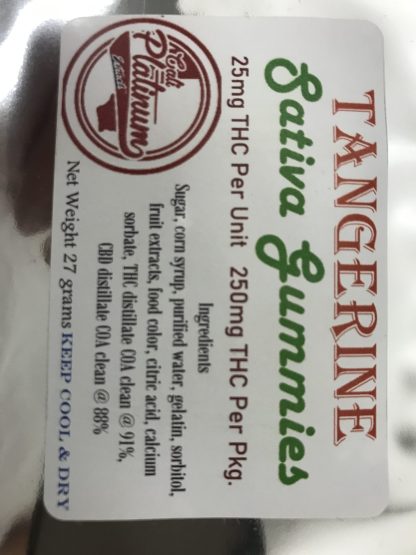 TANGERINE
Sativa Gummies
25mg THC Per Unit 250mg THC Per Pkg.
Platinum
Ingredients
Sugar, corn syrup, purified water, gelatin, sorbitol,
fruit extracts, food color, citric acid, calcium
sorbate, THC distillate COA clean @ 91%,
CBD distillate COA clean @ 88%
Net Weight 27 grams KEEP COOL & DRY